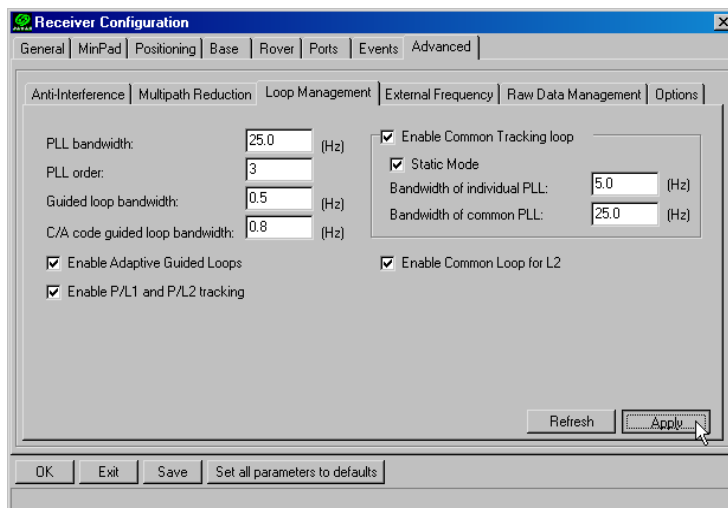 Receiver Configuration
General MinPad Positioning Base Rover Ports Events Advanced
Anti-Interference Multipath Reduction Loop Management External Frequency Raw Data Management Options
PLL bandwidth: 25.0 (Hz)
PLL order: 3
Guided loop bandwidth: 0.5 (Hz)
C/A code guided loop bandwidth: 0.8 (Hz)
Enable Adaptive Guided Loops
Enable P/L1 and P/L2 tracking
Enable Common Tracking loop
Static Mode
Bandwidth of individual PLL: 5.0 (Hz)
Bandwidth of common PLL: 25.0 (Hz)
Enable Common Loop for L2
Refresh Apply
OK Exit Save Set all parameters to defaults